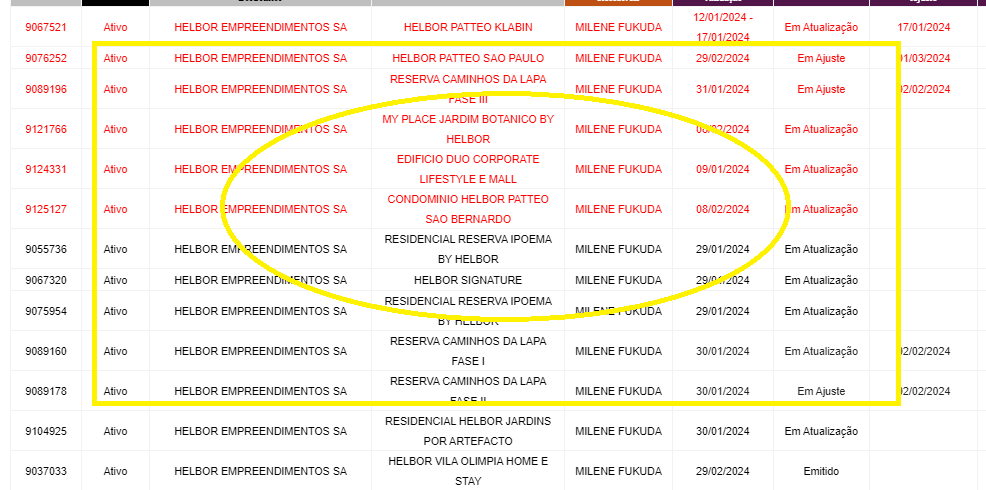 9067521 Ativo HELBOR EMPREENDIMENTOS SA HELBOR PATTEO KLABIN MILENE FUKUDA 12/01/2024 - Em Atualização 17/01/2024
17/01/2024
9076252 Ativo HELBOR EMPREENDIMENTOS SA HELBOR PATTEO SAO PAULO MILENE FUKUDA 29/02/2024 Em Ajuste 01/03/2024
9089196 Ativo HELBOR EMPREENDIMENTOS SA RESERVA CAMINHOS DA LAPA MILENE FUKUDA 31/01/2024 Em Ajuste 02/02/2024
FASE III
9121766 Ativo HELBOR EMPREENDIMENTOS SA MY PLACE JARDIM BOTANICO BY MILENE FUKUDA Em Atualização
HELBOR
9124331 Ativo HELBOR EMPREENDIMENTOS SA EDIFICIO DUO CORPORATE MILENE FUKUDA 09/01/2024 Em Atualização
LIFESTYLE E MALL
9125127 Ativo HELBOR EMPREENDIMENTOS SA CONDOMINIO HELBOR PATTEO MILENE FUKUDA 08/02/2024 Em Atualização
SAO BERNARDO
9055736 Ativo HELBOR EMPREENDIMENTOS SA RESIDENCIAL RESERVA IPOEMA MILENE FUKUDA 29/01/2024 Em Atualização
BY HELBOR
9067320 Ativo HELBOR EMPREENDIMENTOS SA HELBOR SIGNATURE MILENE FUKUDA 29/01/2024 Em Atualização
9075954 Ativo HELBOR EMPREENDIMENTOS SA RESIDENCIAL RESERVA IPOEMA MILENE FUKUDA 29/01/2024 Em Atualização
BY HELBOR
9089160 Ativo HELBOR EMPREENDIMENTOS SA RESERVA CAMINHOS DA LAPA MILENE FUKUDA 30/01/2024 Em Atualização 02/02/2024
FASE I
9089178 Ativo HELBOR EMPREENDIMENTOS SA RESERVA CAMINHOS DA LAPA MILENE FUKUDA 30/01/2024 Em Ajuste 02/02/2024
FASE II
9104925 Ativo HELBOR EMPREENDIMENTOS SA RESIDENCIAL HELBOR JARDINS MILENE FUKUDA 30/01/2024 Em Atualização
POR ARTEFACTO
9037033 Ativo HELBOR EMPREENDIMENTOS SA HELBOR VILA OLIMPIA HOME E MILENE FUKUDA 29/02/2024 Emitido
STAY